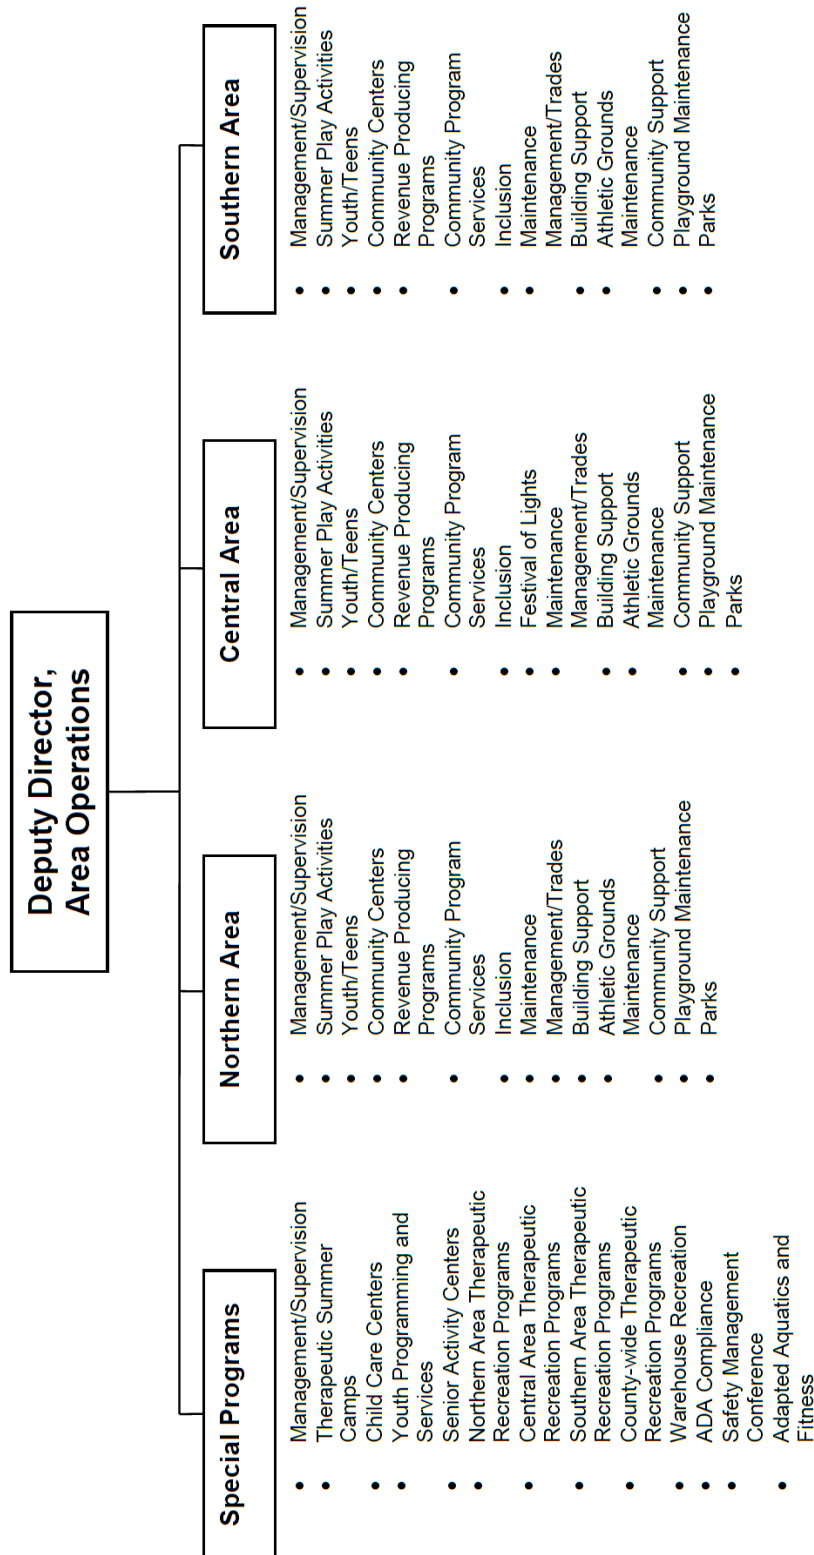 Deputy Director,
Area Operations
Special Programs
• Management/Supervision
• Therapeutic Summer
Camps
• Child Care Centers
• Youth Programming and
Services
• Senior Activity Centers
• Northern Area Therapeutic
Recreation Programs
• Central Area Therapeutic
Recreation Programs
• Southern Area Therapeutic
Recreation Programs
• County-wide Therapeutic
Recreation Programs
• Warehouse Recreation
• ADA Compliance
• Safety Management
Conference
• Adapted Aquatics and
Fitness
Northern Area
• Management/Supervision
• Summer Play Activities
• Youth/Teens
• Community Centers
• Revenue Producing
Programs
• Community Program
Services
• Inclusion
• Maintenance
• Management/Trades
• Building Support
• Athletic Grounds
Maintenance
• Community Support
• Playground Maintenance
• Parks
Central Area
• Management/Supervision
• Summer Play Activities
• Youth/Teens
• Community Centers
• Revenue Producing
Programs
• Community Program
Services
• Inclusion
• Festival of Lights
• Maintenance
Management/Trades
• Building Support
• Athletic Grounds
Maintenance
• Community Support
• Playground Maintenance
• Parks
Southern Area
• Management/Supervision
• Summer Play Activities
• Youth/Teens
• Community Centers
• Revenue Producing
Programs
• Community Program
Services
• Inclusion
• Maintenance
Management/Trades
• Building Support
• Athletic Grounds
Maintenance
• Community Support
• Playground Maintenance
• Parks